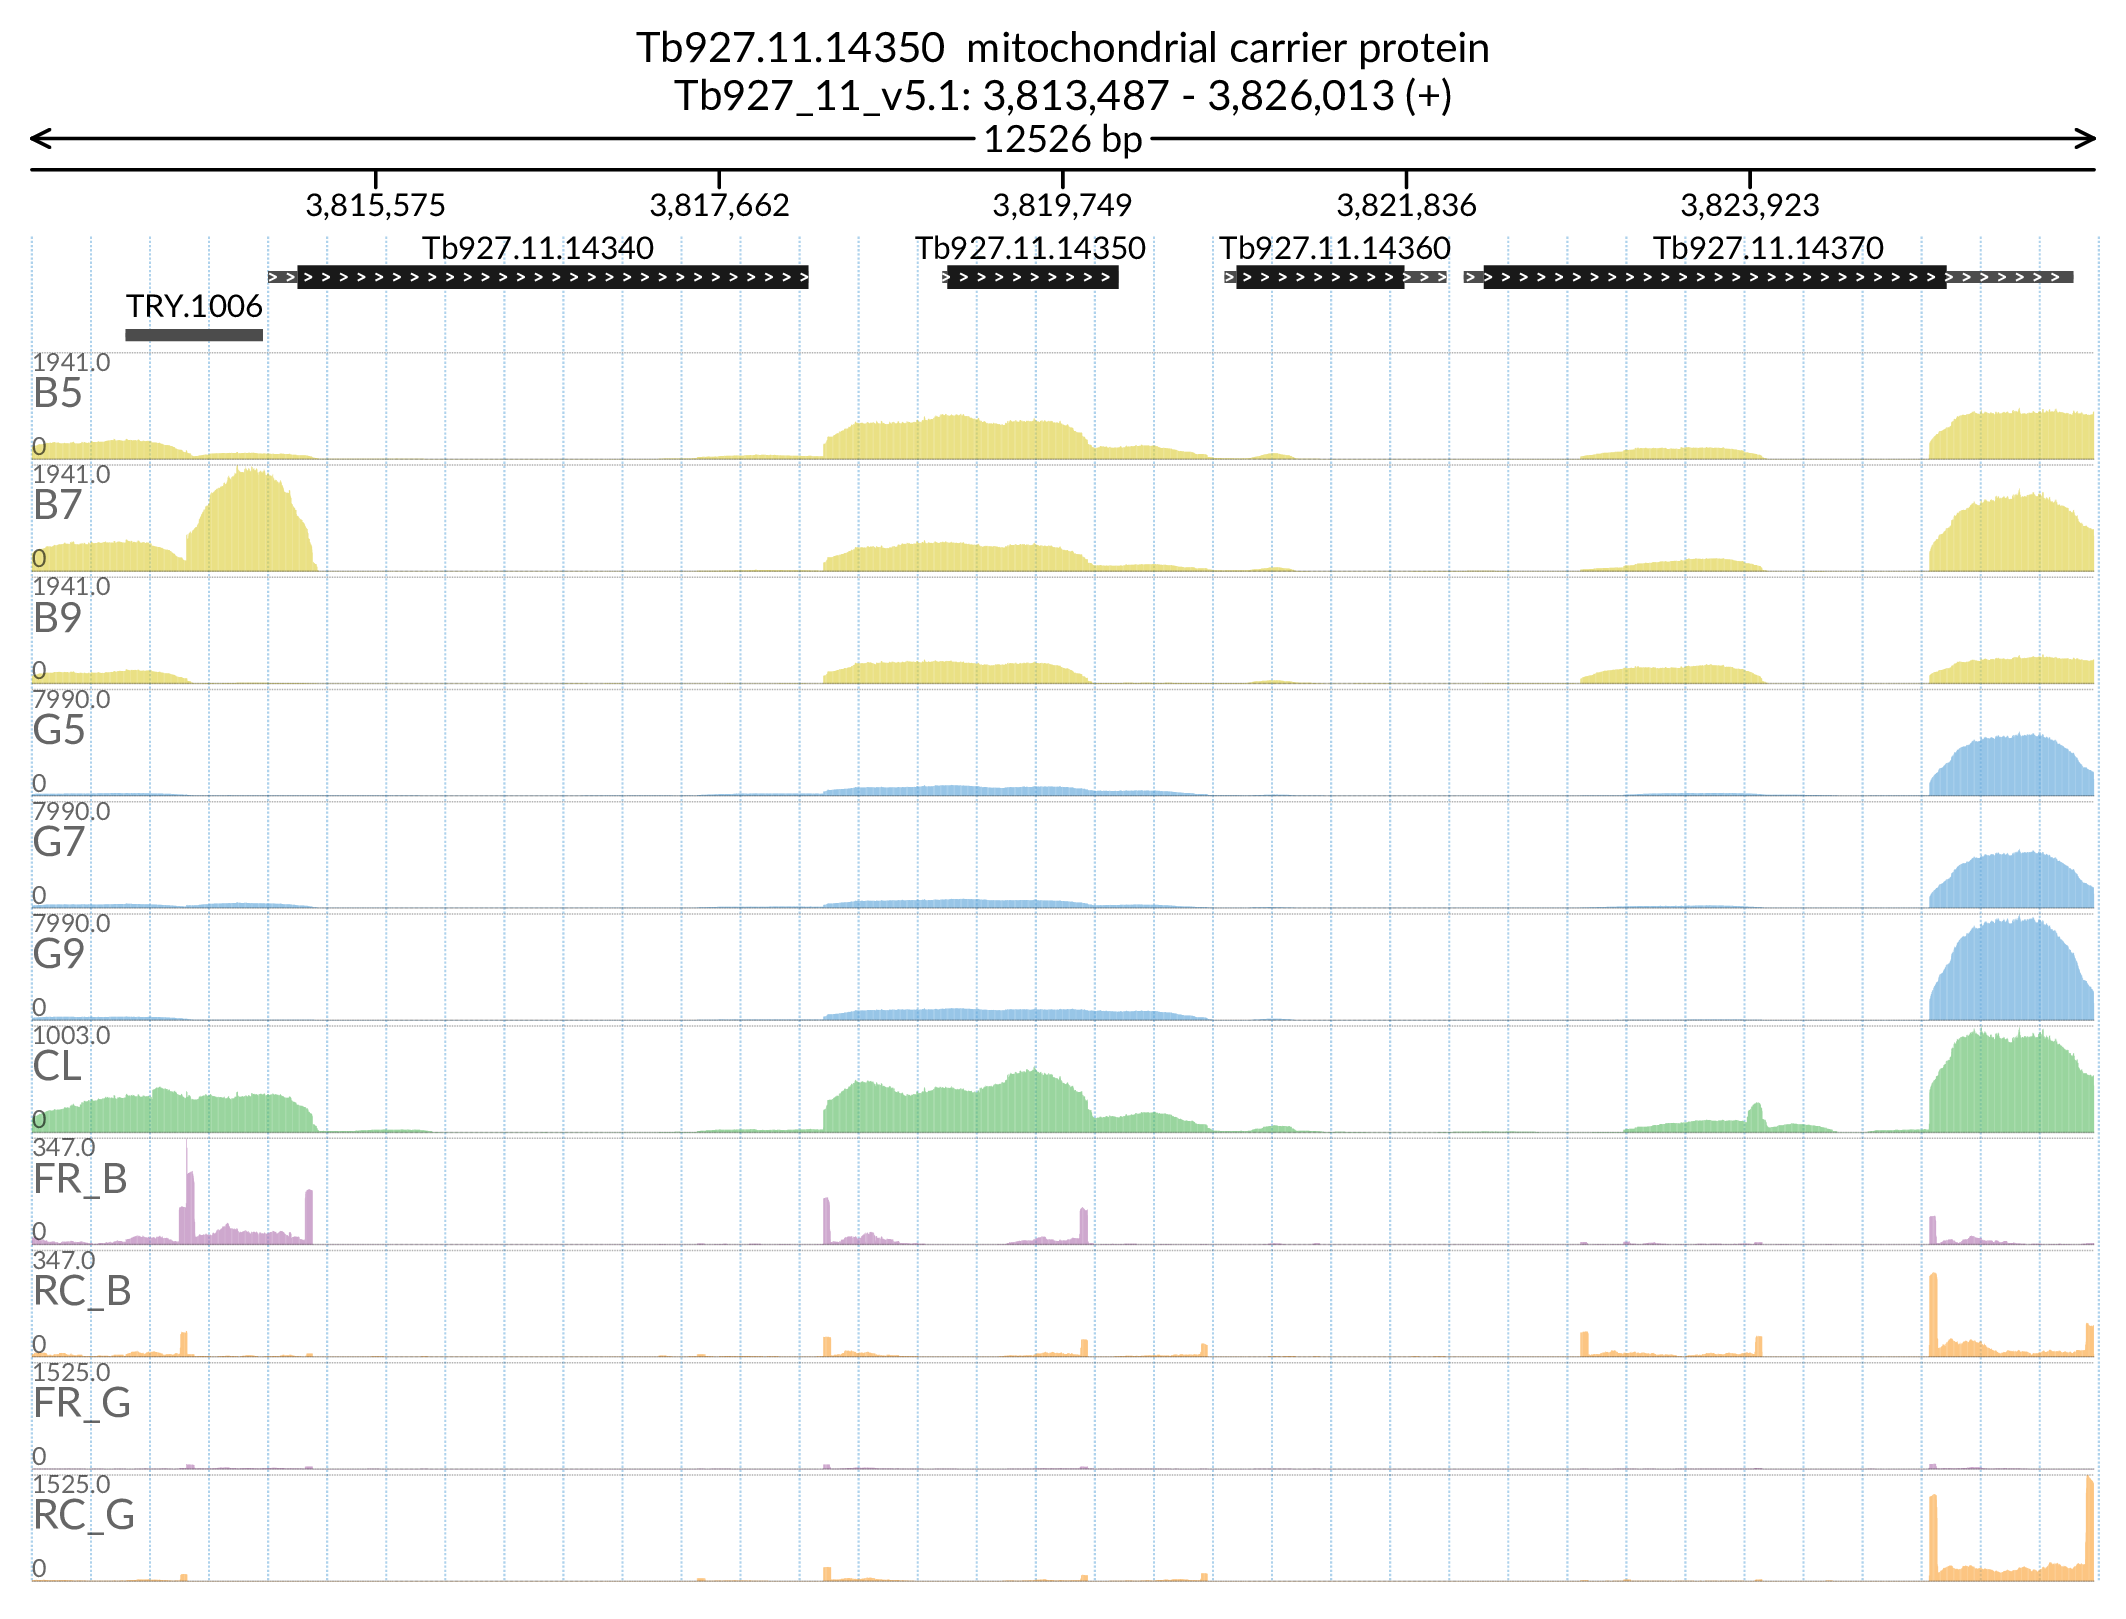 Tb927.11.14350 mitochondrial carrier protein
Tb927_11_v5.1: 3,813,487 - 3,826,013 (+)
12526 bp
3,815,575 3,817,662 3,819,749 3,821,836 3,823,923
Tb927.11.14340 Tb927.11.14350 Tb927.11.14360 Tb927.11.14370
TRY.1006
1941.0
B5
0
1941.0
B7
0
1941.0
B9
0
7990.0
G5
0
7990.0
G7
0
7990.0
G9
0
1003.0
CL
0
347.0
FR_B
0
347.0
RC_B
0
1525.0
FR_G
0
1525.0
RC_G
0